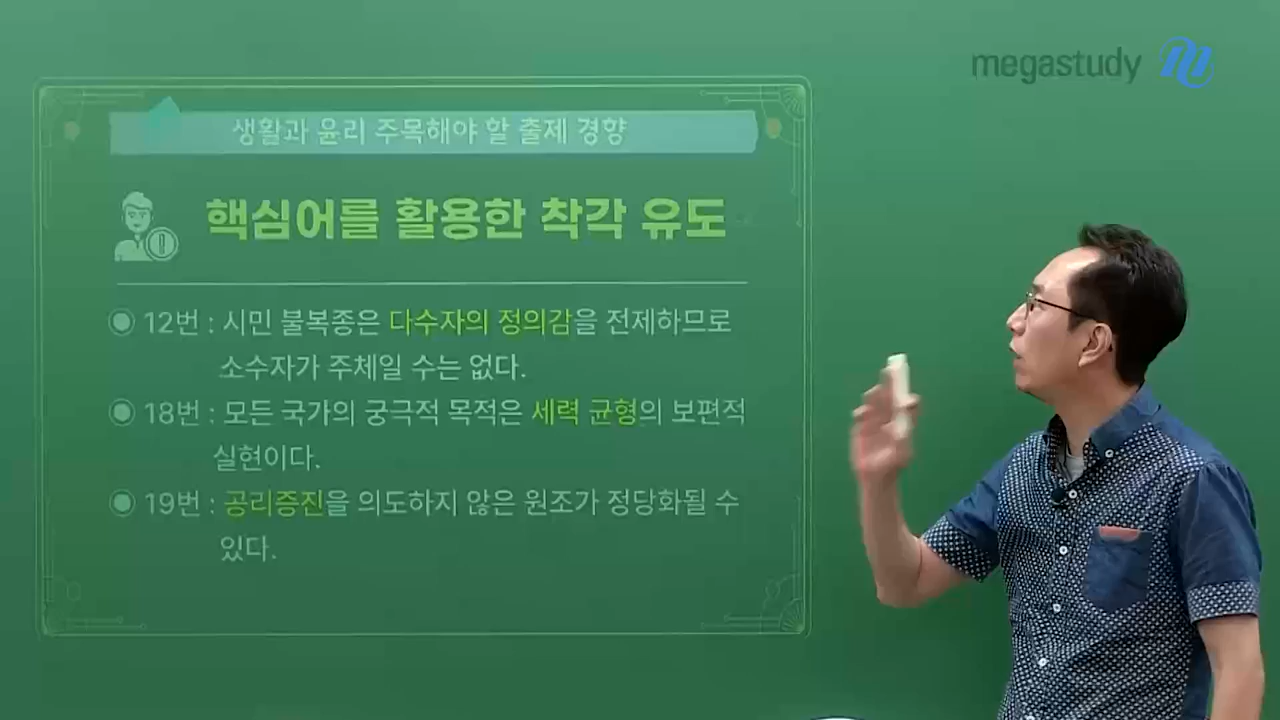 megastudy
생활과 윤리 주목해야 할 출제 경향
핵심어를 활용한 착각 유도
12번 : 시민 불복종은 다수자의 정의감을 전제하므로
소수자가 주체일 수는 없다.
18번 : 모든 국가의 궁극적 목적은 세력 균형의 보편적
실현이다.
19번 : 공리증진을 의도하지 않은 원조가 정당화될 수
있다.